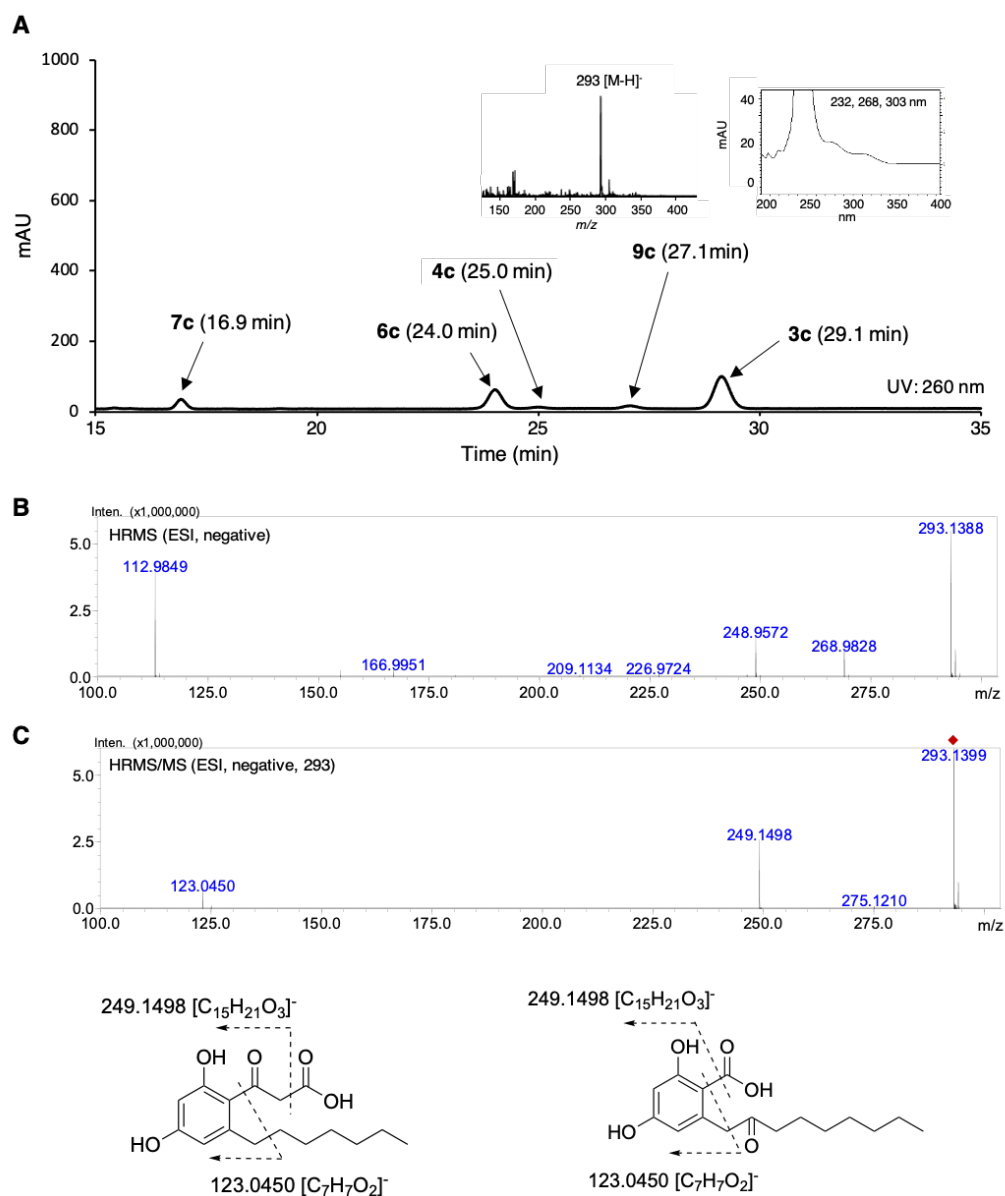 A
1000
800
600
400
200
0
mAU
15
20
25
30
35
Time (min)
7c (16.9 min)
6c (24.0 min)
4c (25.0 min)
9c (27.1min)
3c (29.1 min)
UV: 260 nm
293 [M-H]-
150 200 250 300 350 400
m/z
232, 268, 303 nm
mAU
40
20
0
200 250 300 350 400
nm
B
Inten. (x1,000,000)
HRMS (ESI, negative)
5.0
2.5
0.0
112.9849
166.9951
209.1134
226.9724
248.9572
268.9828
293.1388
100.0 125.0 150.0 175.0 200.0 225.0 250.0 275.0 m/z
C
Inten. (x1,000,000)
HRMS/MS (ESI, negative, 293)
5.0
2.5
0.0
123.0450
249.1498
275.1210
293.1399
100.0 125.0 150.0 175.0 200.0 225.0 250.0 275.0 m/z
249.1498 [C15H21O3]-
OH O O
OH
HO
123.0450 [C7H7O2]-
249.1498 [C15H21O3]-
OH O
OH
HO
O
123.0450 [C7H7O2]-